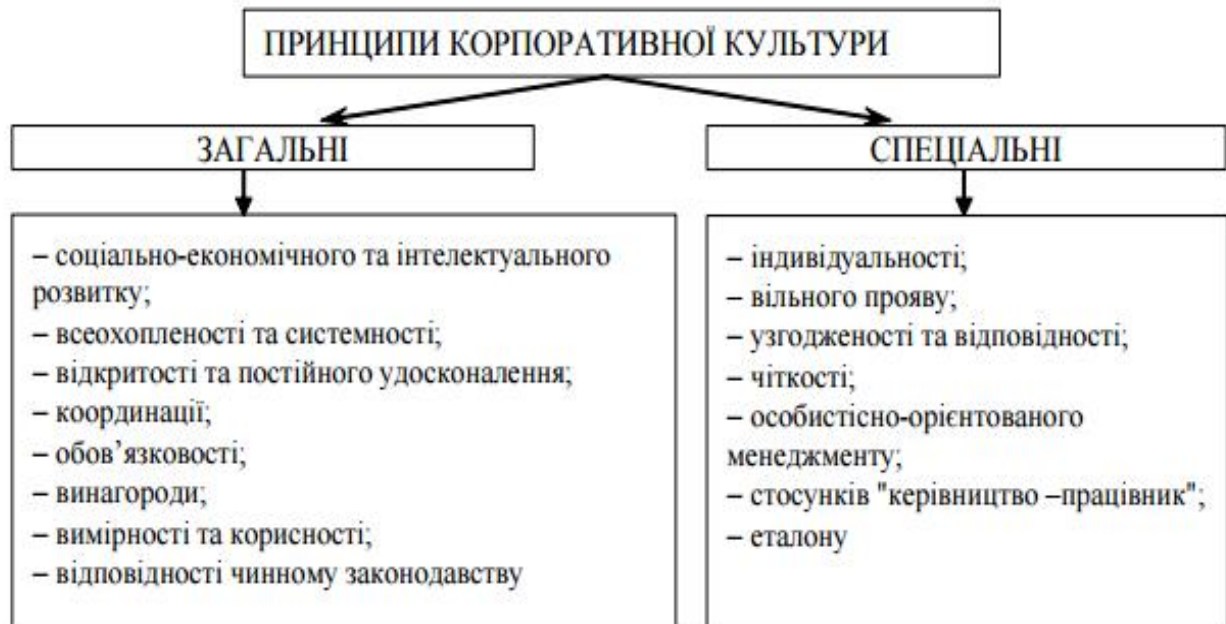 ПРИНЦИПИ КОРПОРАТИВНОЇ КУЛЬТУРИ
ЗАГАЛЬНІ
– соціально-економічного та інтелектуального
розвитку;
– всеохопленості та системності;
– відкритості та постійного удосконалення;
– координації;
– обов’язковості;
– винагороди;
– вимірності та корисності;
– відповідності чинному законодавству
СПЕЦІАЛЬНІ
– індивідуальності;
– вільного прояву;
– узгодженості та відповідності;
– чіткості;
– особистісно-орієнтованого
менеджменту;
– стосунків "керівництво –працівник";
– еталону